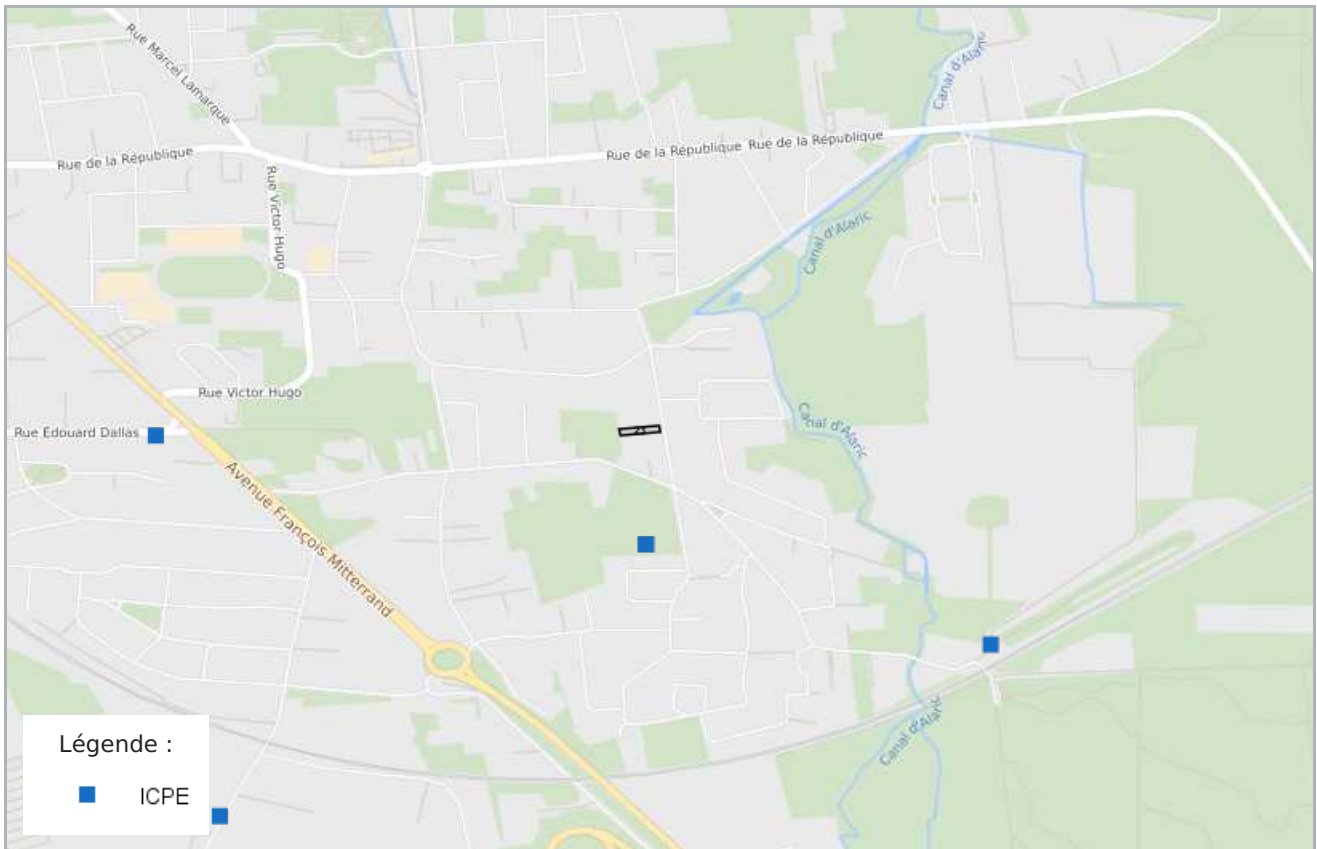 Rue Marcel Lamarque
Canal d'Alaric
Rue de la République
Rue de la République
Rue de la République
Rue Victor Hugo
Canal d'Alaric
Rue Victor Hugo
Canal d'Alaric
Rue Édouard Dallas
Avenue François Mitterrand
Canal d'Alaric
Légende :
ICPE